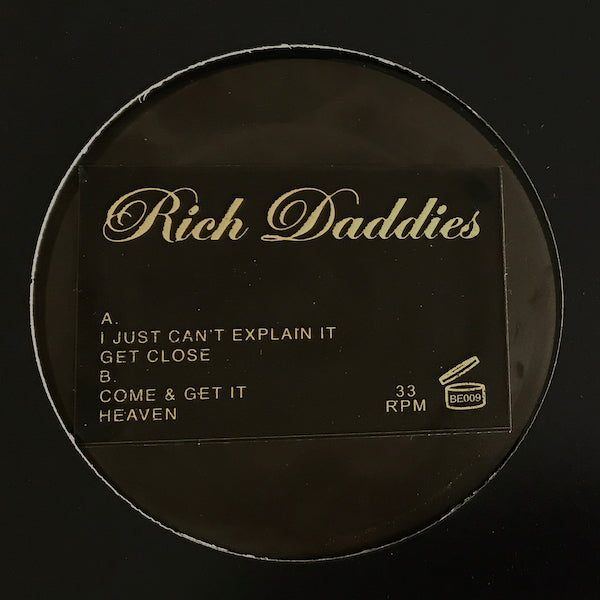 Rich Daddies
A.
I JUST CAN'T EXPLAIN IT
GET CLOSE
B.
COME & GET IT
HEAVEN
33
RPM
BE009